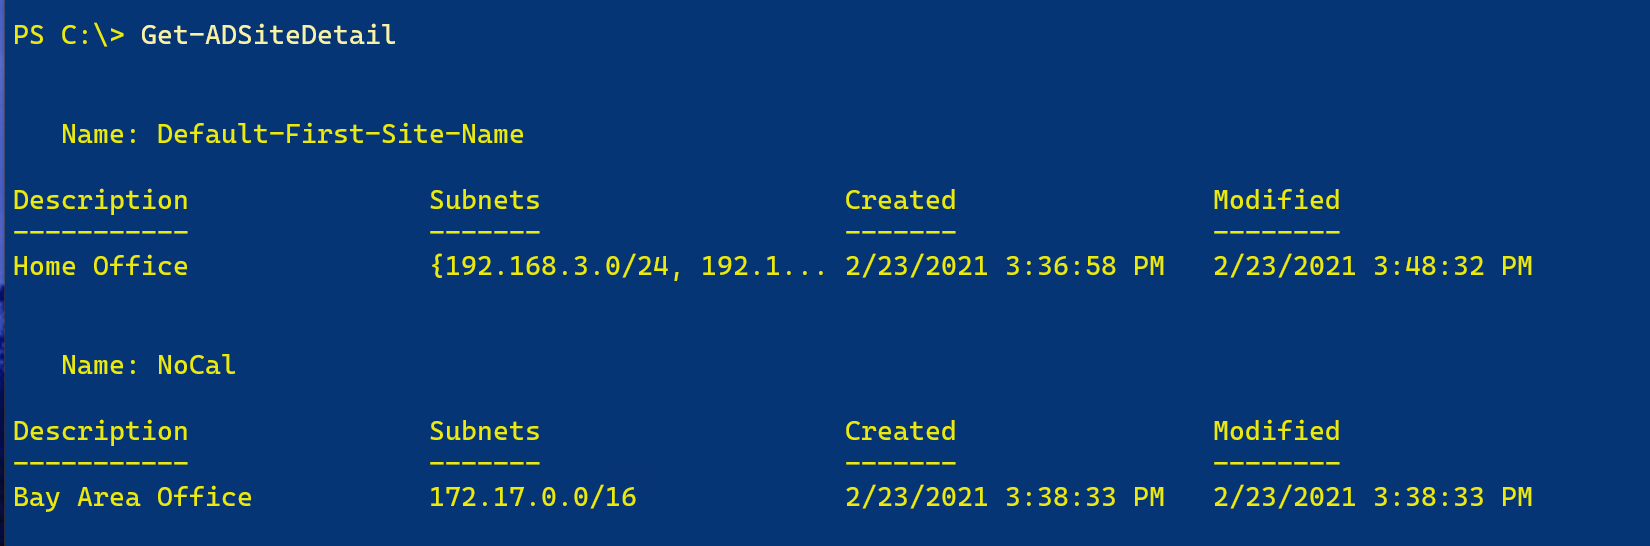 PS C:\> Get-ADSiteDetail
Name: Default-First-Site-Name
Description Subnets Created Modified
----------- ------- ------- --------
Home Office {192.168.3.0/24, 192.1... 2/23/2021 3:36:58 PM 2/23/2021 3:48:32 PM
Name: NoCal
Description Subnets Created Modified
----------- ------- ------- --------
Bay Area Office 172.17.0.0/16 2/23/2021 3:38:33 PM 2/23/2021 3:38:33 PM